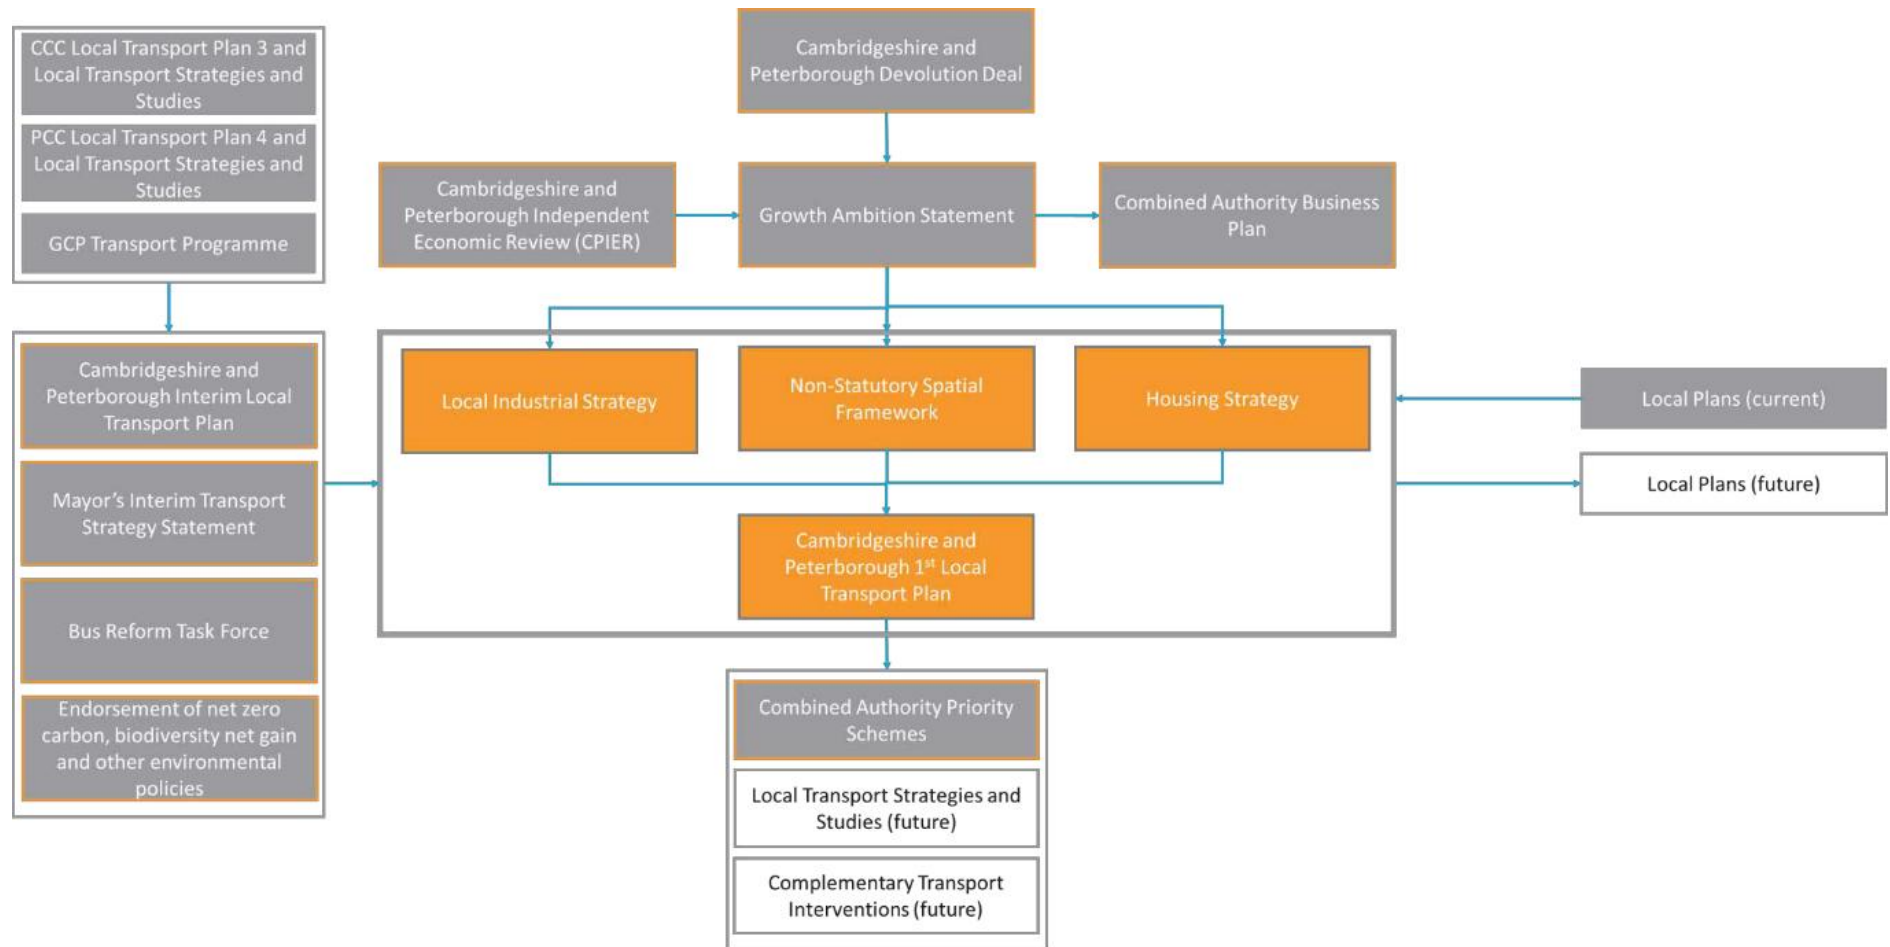 CCC Local Transport Plan 3 and
Local Transport Strategies and
Studies
PCC Local Transport Plan 4 and
Local Transport Strategies and
Studies
GCP Transport Programme
Cambridgeshire and
Peterborough Interim Local
Transport Plan
Mayor’s Interim Transport
Strategy Statement
Bus Reform Task Force
Endorsement of net zero
carbon, biodiversity net gain
and other environmental
policies
Cambridgeshire and
Peterborough Devolution Deal
Cambridgeshire and
Peterborough Independent
Economic Review (CPIER)
Growth Ambition Statement
Combined Authority Business
Plan
Local Industrial Strategy
Non-Statutory Spatial
Framework
Housing Strategy
Cambridgeshire and
Peterborough 1st Local
Transport Plan
Local Plans (current)
Local Plans (future)
Combined Authority Priority
Schemes
Local Transport Strategies and
Studies (future)
Complementary Transport
Interventions (future)